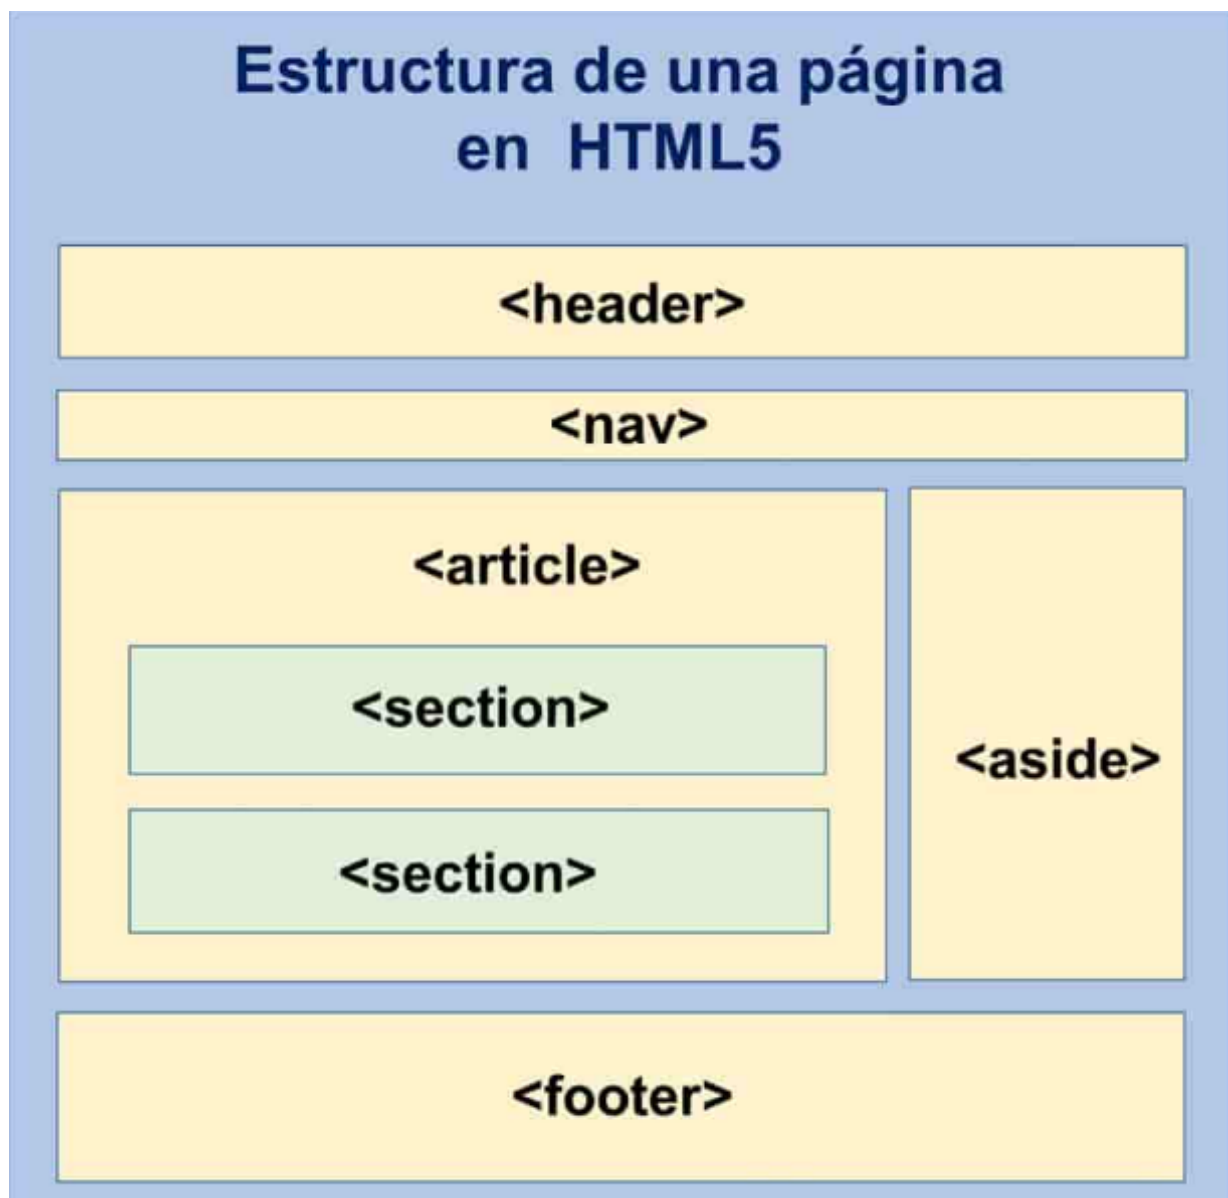 Estructura de una página
en HTML5
<header>
<nav>
<article>
<section>
<section>
<aside>
<footer>